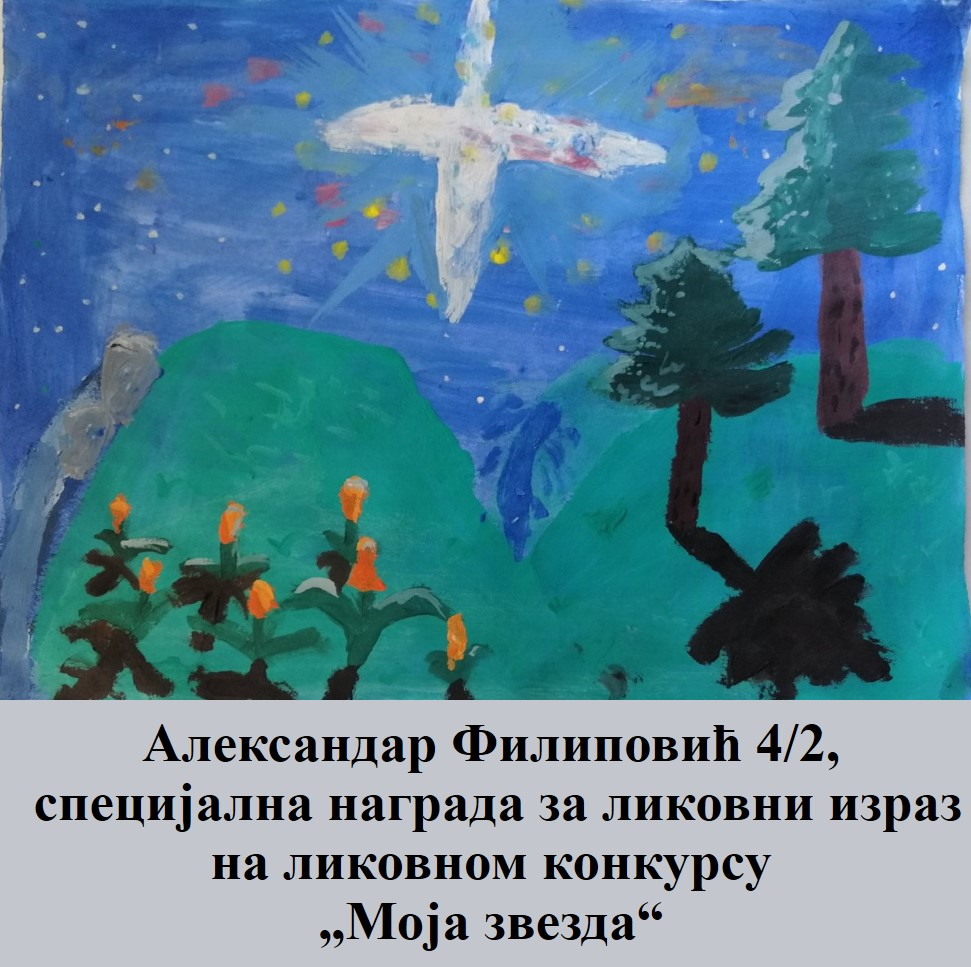 Александар Филиповић 4/2,
специјална награда за ликовни израз
на ликовном конкурсу
„Моја звезда“